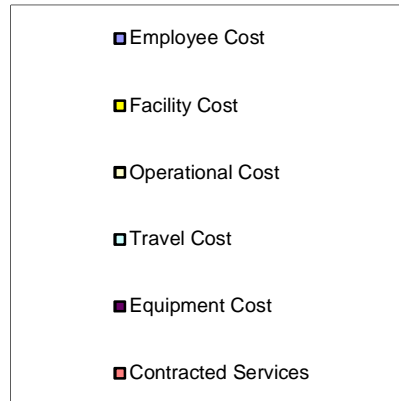 Employee Cost
Facility Cost
Operational Cost
Travel Cost
Equipment Cost
Contracted Services